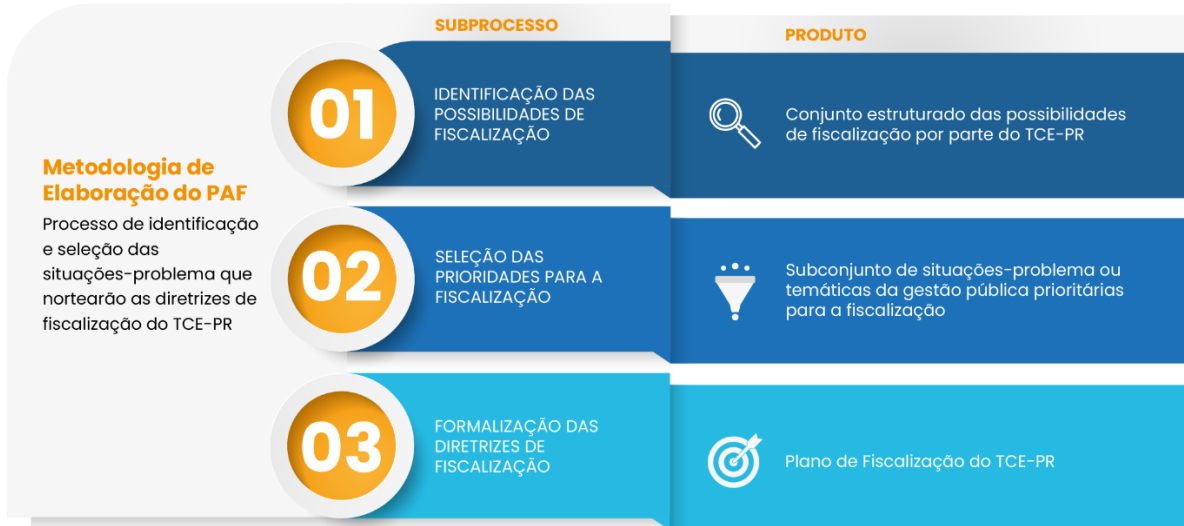 Metodologia de
Elaboração do PAF
Processo de identificação
e seleção das
situações-problema que
nortearão as diretrizes de
fiscalização do TCE-PR
SUBPROCESSO
PRODUTO
01
IDENTIFICAÇÃO DAS
POSSIBILIDADES DE
FISCALIZAÇÃO
Conjunto estruturado das possibilidades
de fiscalização por parte do TCE-PR
02
SELEÇÃO DAS
PRIORIDADES PARA A
FISCALIZAÇÃO
Subconjunto de situações-problema ou
temáticas da gestão pública prioritárias
para a fiscalização
03
FORMALIZAÇÃO DAS
DIRETRIZES DE
FISCALIZAÇÃO
Plano de Fiscalização do TCE-PR